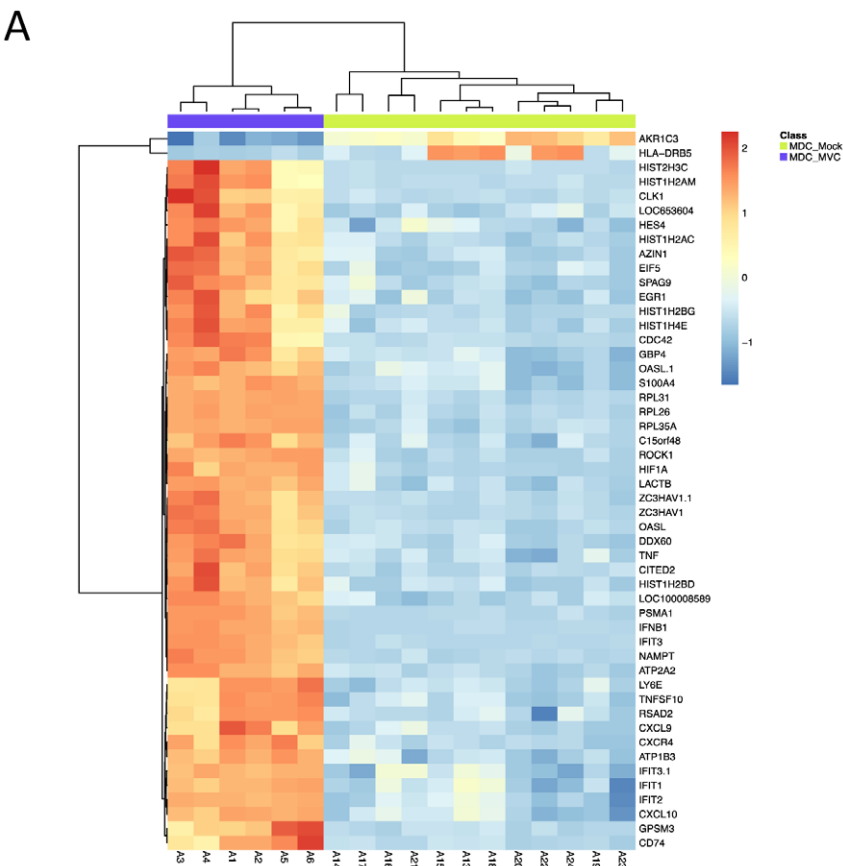 A
AKR1C3
HLA-DRB5
HIST2H3C
HIST1H2AM
CLK1
LOC653604
HES4
HIST1H2AC
AZIN1
EIF5
SPAG9
EGR1
HIST1H2BG
HIST1H4E
CDC42
GBP4
OASL.1
S100A4
RPL31
RPL26
RPL35A
C15orf48
ROCK1
HIF1A
LACTB
ZC3HAV1.1
ZC3HAV1
OASL
DDX60
TNF
CITED2
HIST1H2BD
LOC100008589
PSMA1
IFNB1
IFIT3
NAMPT
ATP2A2
LY6E
TNFSF10
RSAD2
CXCL9
CXCR4
ATP1B3
IFIT3.1
IFIT1
IFIT2
CXCL10
GPSM3
CD74
2
1
0
−1
Class
MDC_Mock
MDC_MVC
A3
A4
A1
A2
A5
A6